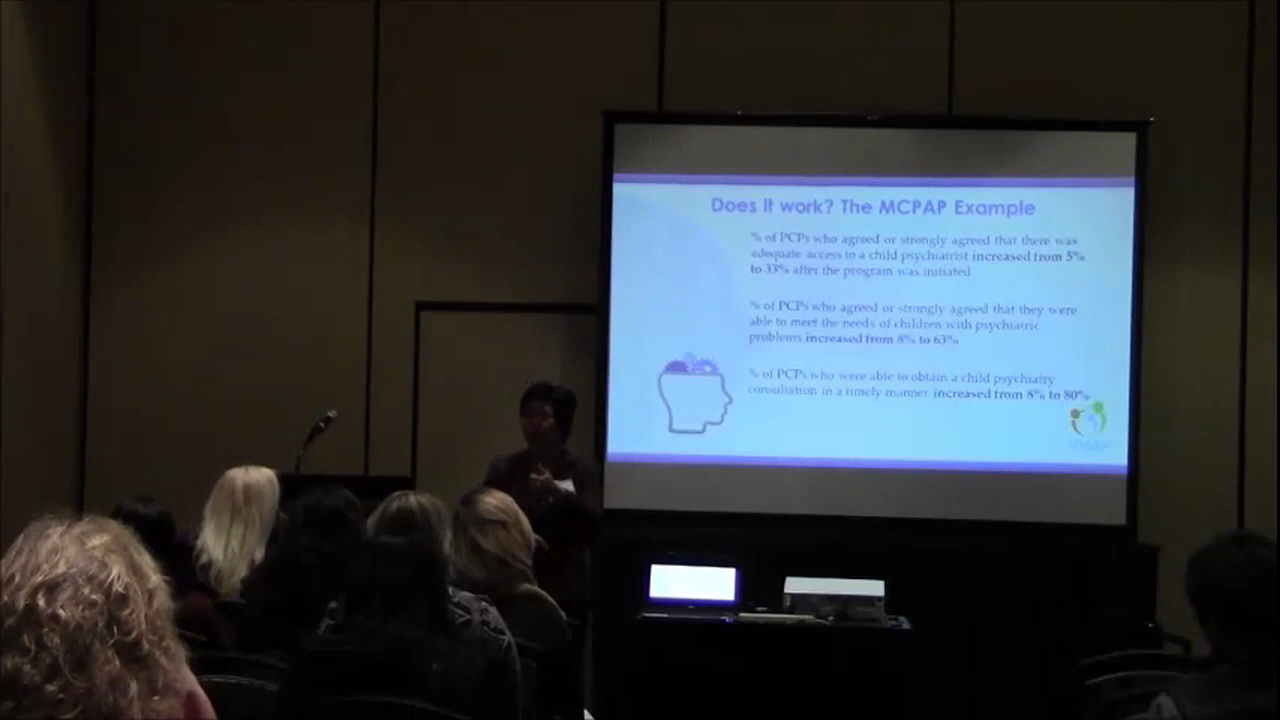 Does it work? The MCPAP Example
% of PCPs who agreed or strongly agreed that there was
adequate access to a child psychiatrist increased from 5%
to 33% after the program was initiated
% of PCPs who agreed or strongly agreed that they were
able to meet the needs of children with psychiatric
problems increased from 8% to 63%
% of PCPs who were able to obtain a child psychiatry
consultation in a timely manner increased from 8% to 80%